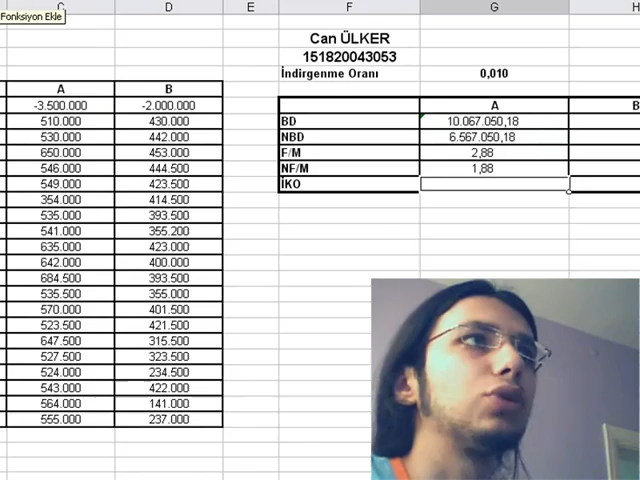 Fonksiyon Ekle
C D E F G H
Can ÜLKER
151820043053
İndirgenme Oranı 0,010
A B
-3.500.000 -2.000.000
510.000 430.000
530.000 442.000
650.000 453.000
546.000 444.500
549.000 423.500
354.000 414.500
535.000 393.500
541.000 355.200
635.000 423.000
642.000 400.000
684.500 393.500
535.500 355.000
570.000 401.500
523.500 421.500
647.500 315.500
527.500 323.500
524.000 234.500
543.000 422.000
564.000 141.000
555.000 237.000
A B
BD 10.067.050,18
NBD 6.567.050,18
F/M 2,88
NF/M 1,88
İKO